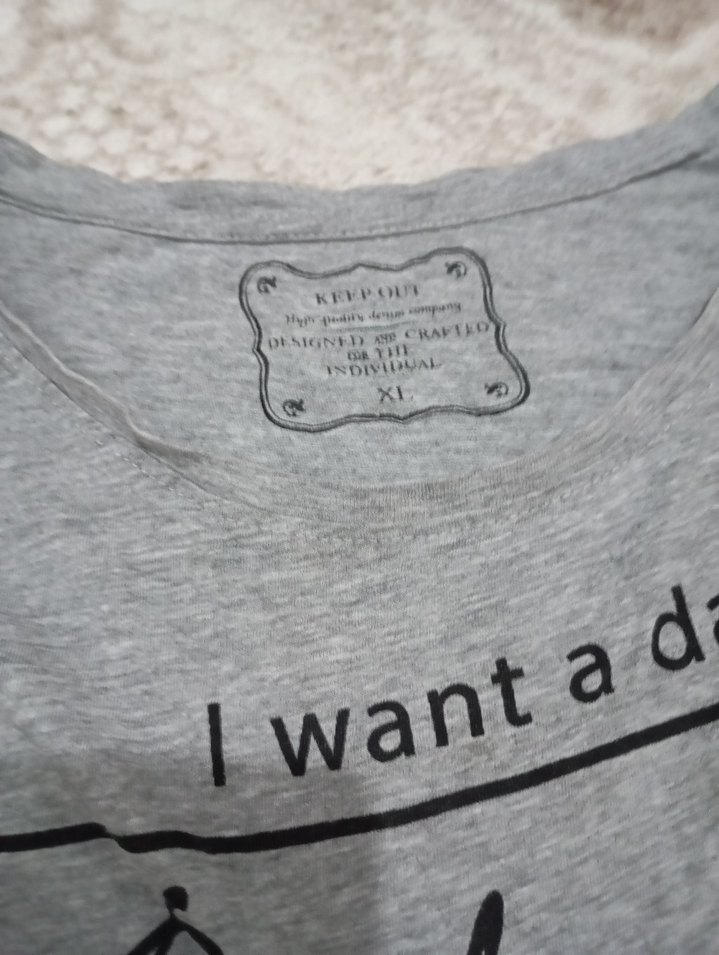 KEEP OUT
High quality denim company
DESIGNED AND CRAFTED
FOR THE
INDIVIDUAL
XL
I want a da